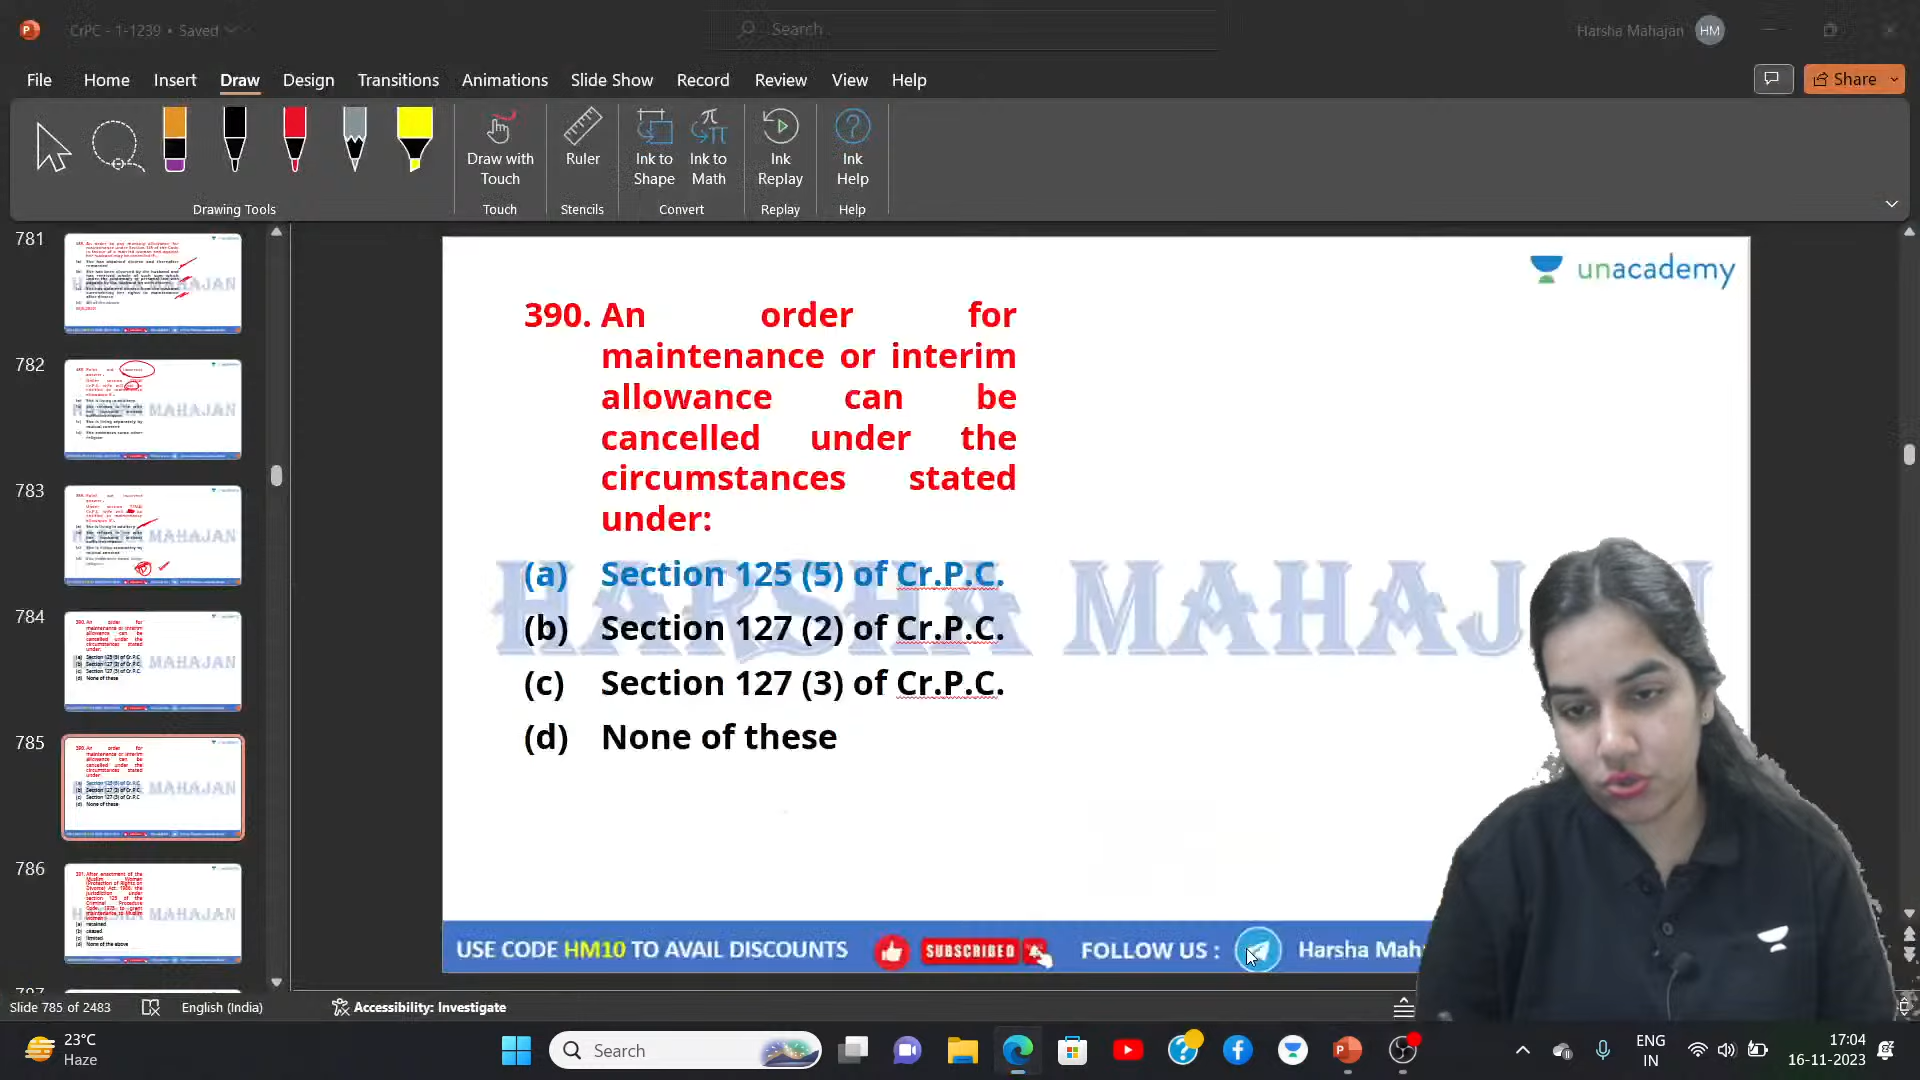 CrPC - 1-1239 • Saved
Search
Harsha Mahajan
HM
File Home Insert Draw Design Transitions Animations Slide Show Record Review View Help
Share
Draw with Touch
Ruler
Ink to Shape
Ink to Math
Ink Replay
Ink Help
Drawing Tools
Touch
Stencils
Convert
Replay
Help
781
782
783
784
785
786
unacademy
390. An order for
maintenance or interim
allowance can be
cancelled under the
circumstances stated
under:
(a) Section 125 (5) of Cr.P.C.
(b) Section 127 (2) of Cr.P.C.
(c) Section 127 (3) of Cr.P.C.
(d) None of these
HARSHA MAHAJ
USE CODE HM10 TO AVAIL DISCOUNTS
SUBSCRIBED
FOLLOW US :
Harsha Mah
Slide 785 of 2483
English (India)
Accessibility: Investigate
23°C
Haze
Search
ENG
IN
17:04
16-11-2023